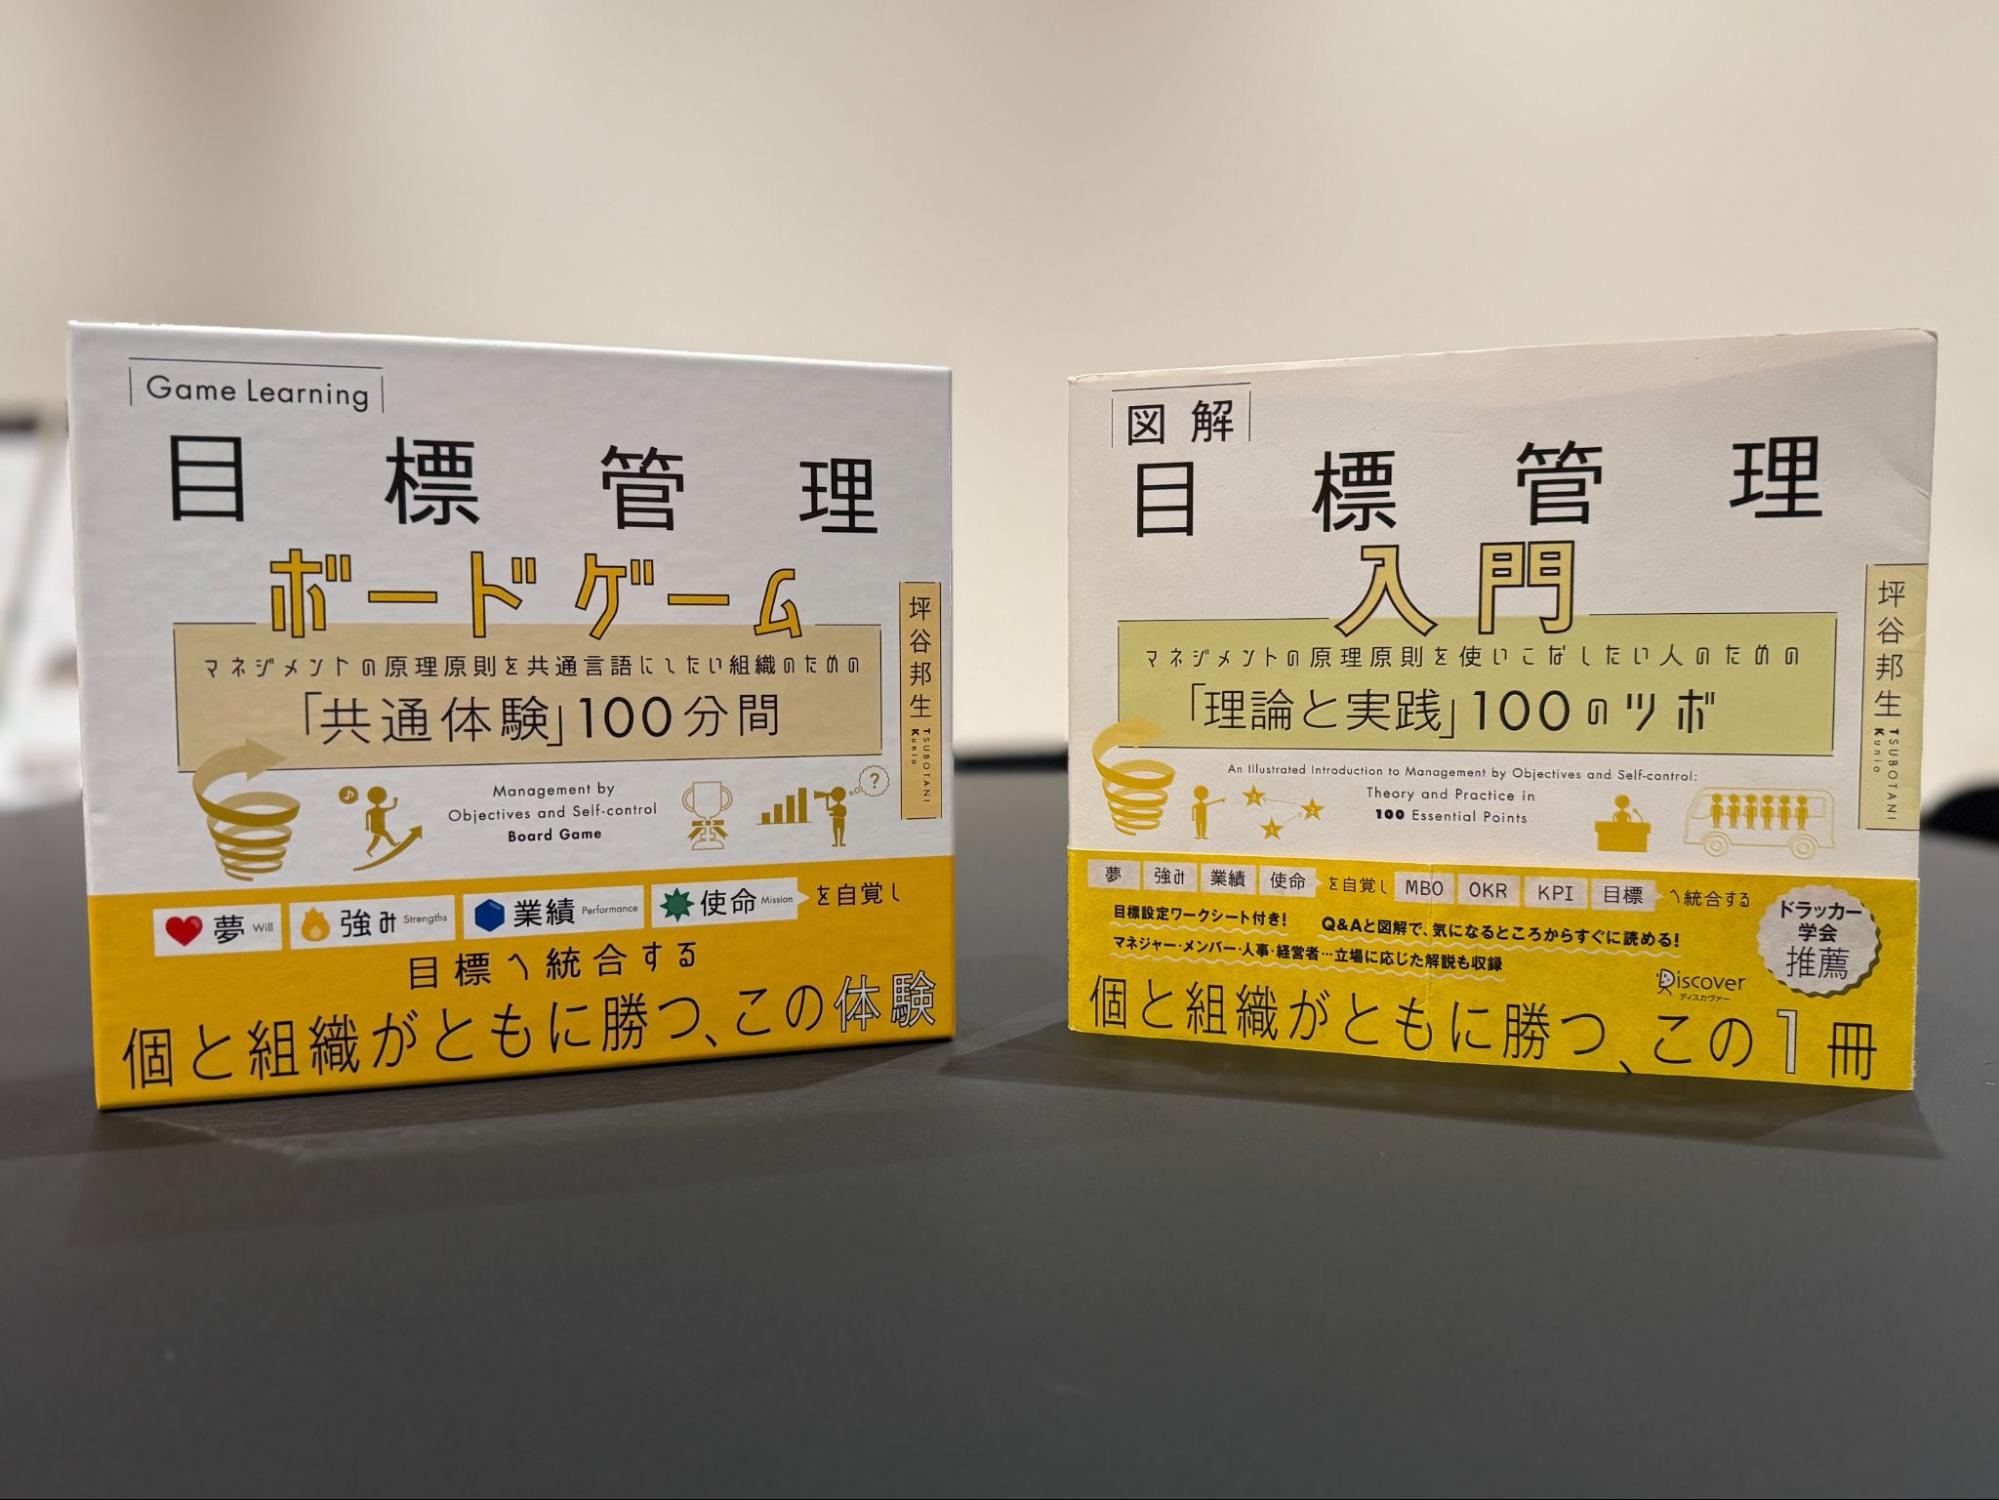 Game Learning
目標管理
ボードゲーム
マネジメントの原理原則を共通言語にしたい組織のための
「共通体験」100分間
坪谷邦生
TSUBOTANI
Kunio
Management by
Objectives and Self-control
Board Game
?
夢 Will 強み Strengths 業績 Performance 使命 Mission を自覚し
目標へ統合する
個と組織がともに勝つ、この体験
図解
目標管理
入門
マネジメントの原理原則を使いこなしたい人のための
「理論と実践」100のツボ
坪谷邦生
TSUBOTANI
Kunio
An Illustrated Introduction to Management by Objectives and Self-control:
Theory and Practice in
100 Essential Points
夢 強み 業績 使命 を自覚し MBO OKR KPI 目標 へ統合する
目標設定ワークシート付き! Q&Aと図解で、気になるところからすぐに読める!
マネジャー・メンバー・人事・経営者…立場に応じた解説も収録
ドラッカー
学会
推薦
Discover
ディスカヴァー
個と組織がともに勝つ、この1冊